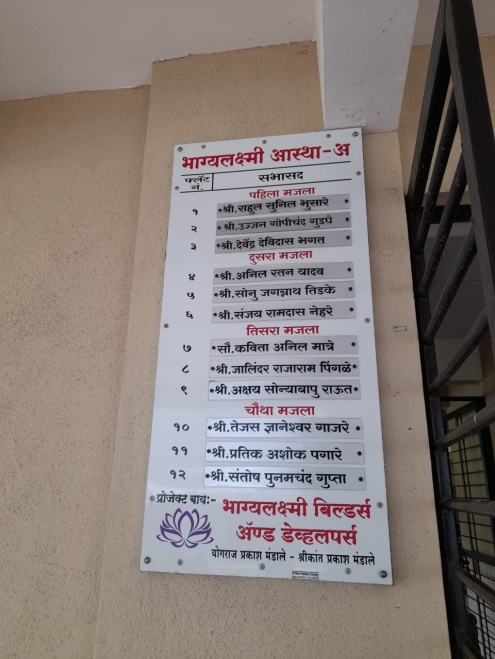 भाग्यलक्ष्मी आस्था-अ
फ्लॅट नं. सभासद
पहिला मजला
१ श्री.राहुल सुनिल भुसारे
२ श्री.उज्जन गोपीचंद गुडघे
३ श्री.देवेंद्र देविदास भगत
दुसरा मजला
४ श्री.अनिल रतन यादव
५ श्री.सोनु जगन्नाथ तिडके
६ श्री.संजय रामदास नेहरे
तिसरा मजला
७ सौ.कविता अनिल मात्रे
८ श्री.जालिंदर राजाराम पिंगळे
९ श्री.अक्षय सोन्याबापु राऊत
चौथा मजला
१० श्री.तेजस ज्ञानेश्वर गाजरे
११ श्री.प्रतिक अशोक पगारे
१२ श्री.संतोष पुनमचंद गुप्ता
प्रोजेक्ट बाय:- भाग्यलक्ष्मी बिल्डर्स
ॲण्ड डेव्हलपर्स
योगराज प्रकाश मंडाले - श्रीकांत प्रकाश मंडाले